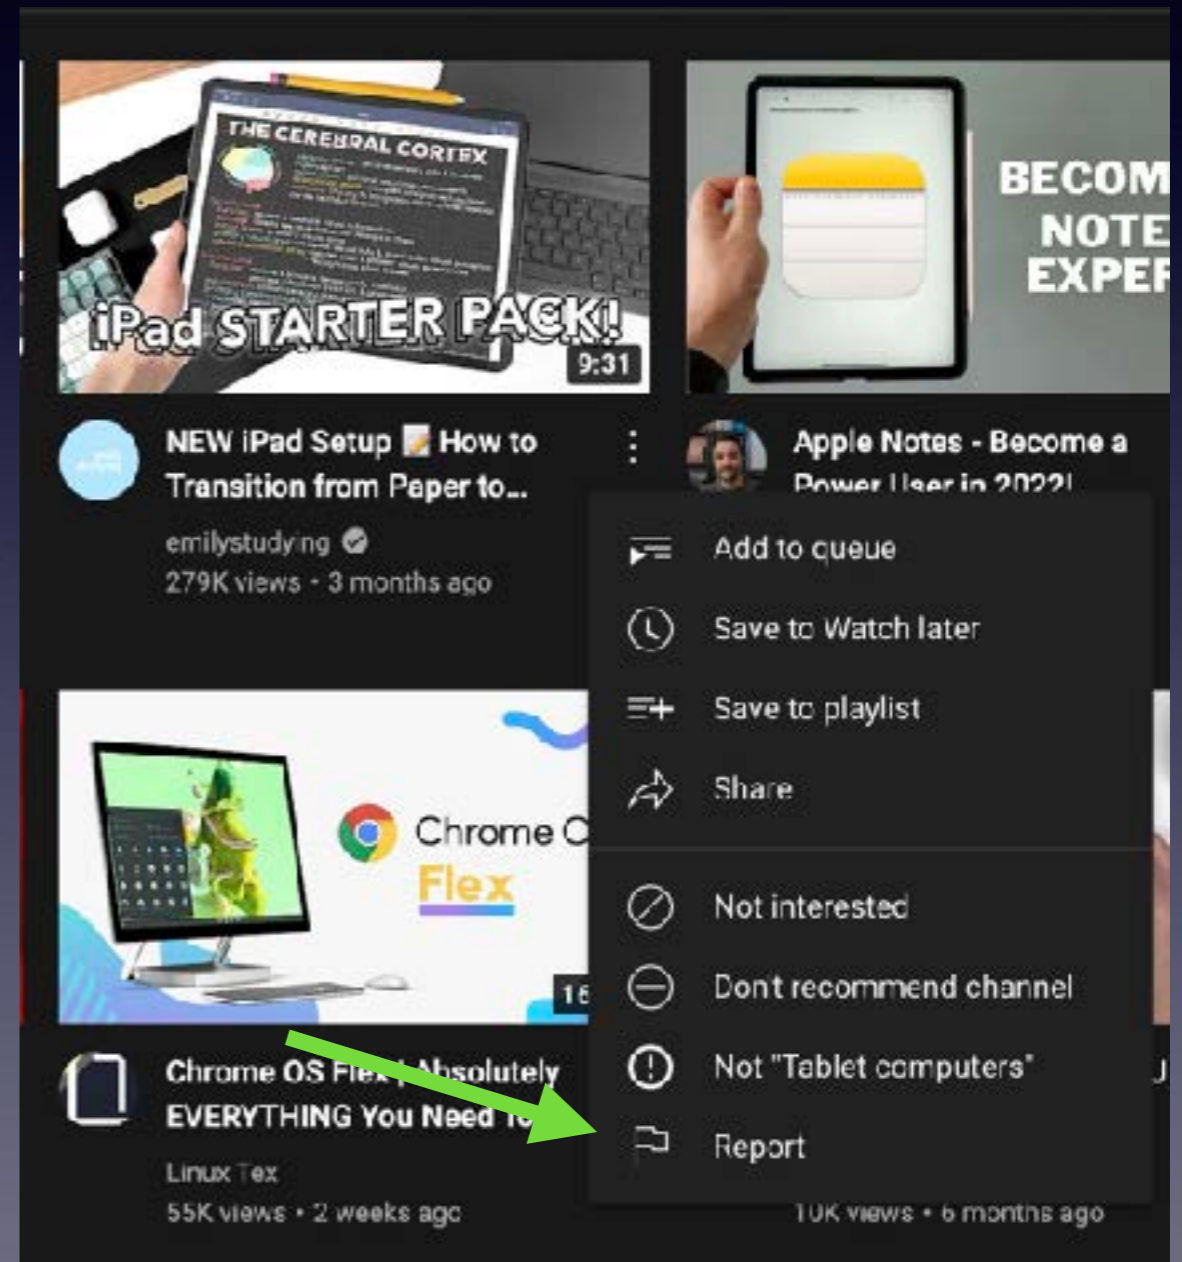 THE CEREBRAL CORTEX
iPad STARTER PACK!
9:31
BECOM
NOTE
EXPER
NEW iPad Setup 📝 How to
Transition from Paper to...
emilystudying
279K views • 3 months ago
Apple Notes - Become a
Power User in 2022!
Add to queue
Save to Watch later
Save to playlist
Share
Not interested
Don't recommend channel
Not "Tablet computers"
Report
Chrome O
Flex
16
Chrome OS Flex | Absolutely
EVERYTHING You Need To
Linux Tex
55K views • 2 weeks ago
10K views • 6 months ago